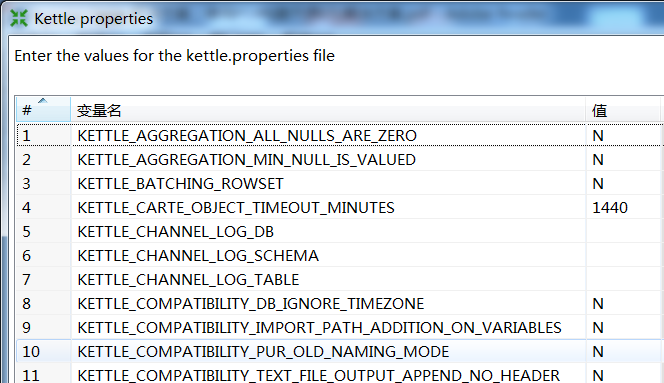 Kettle properties
Enter the values for the kettle.properties file
# 变量名 值
1 KETTLE_AGGREGATION_ALL_NULLS_ARE_ZERO N
2 KETTLE_AGGREGATION_MIN_NULL_IS_VALUED N
3 KETTLE_BATCHING_ROWSET N
4 KETTLE_CARTE_OBJECT_TIMEOUT_MINUTES 1440
5 KETTLE_CHANNEL_LOG_DB
6 KETTLE_CHANNEL_LOG_SCHEMA
7 KETTLE_CHANNEL_LOG_TABLE
8 KETTLE_COMPATIBILITY_DB_IGNORE_TIMEZONE N
9 KETTLE_COMPATIBILITY_IMPORT_PATH_ADDITION_ON_VARIABLES N
10 KETTLE_COMPATIBILITY_PUR_OLD_NAMING_MODE N
11 KETTLE_COMPATIBILITY_TEXT_FILE_OUTPUT_APPEND_NO_HEADER N